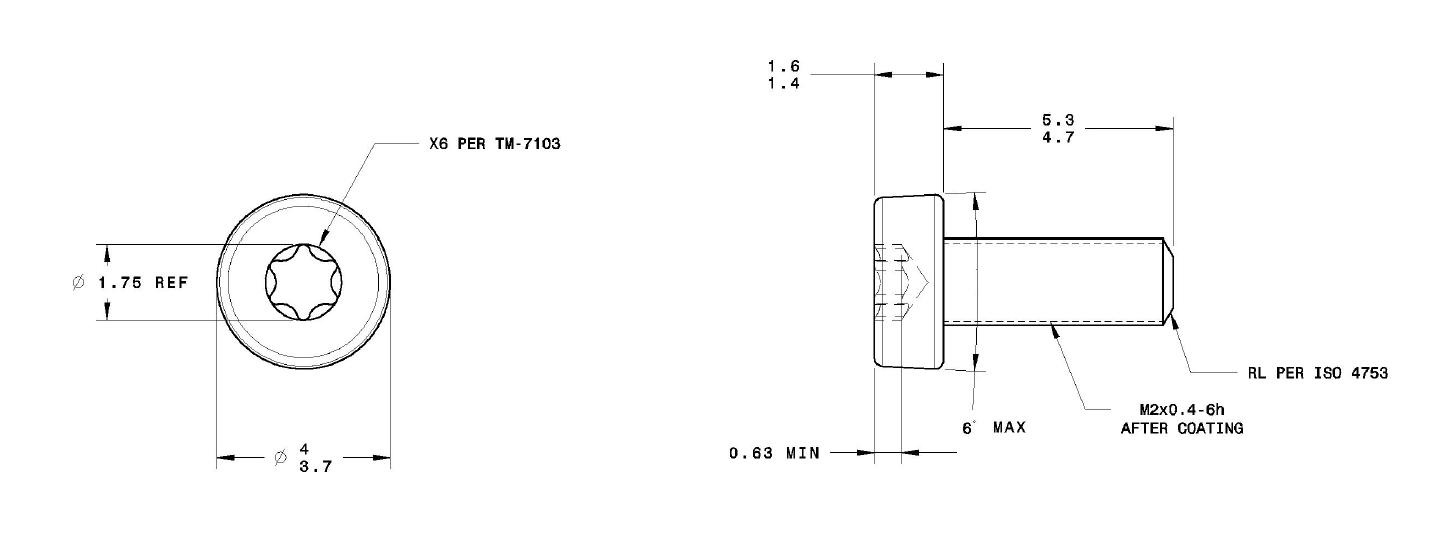 X6 PER TM-7103
∅ 1.75 REF
∅ 4
3.7
1.6
1.4
5.3
4.7
RL PER ISO 4753
M2x0.4-6h
AFTER COATING
6° MAX
0.63 MIN